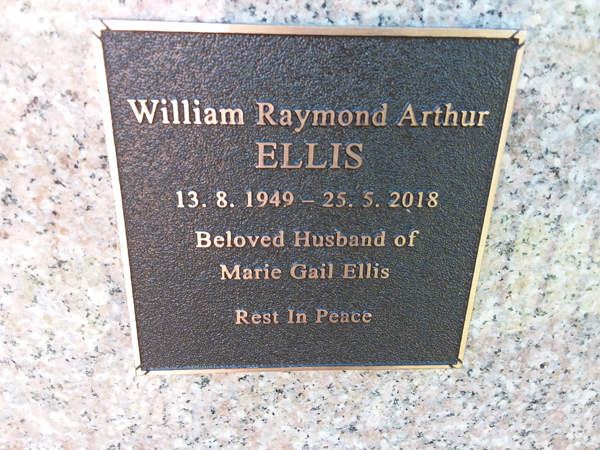 William Raymond Arthur
ELLIS
13. 8. 1949 – 25. 5. 2018
Beloved Husband of
Marie Gail Ellis
Rest In Peace